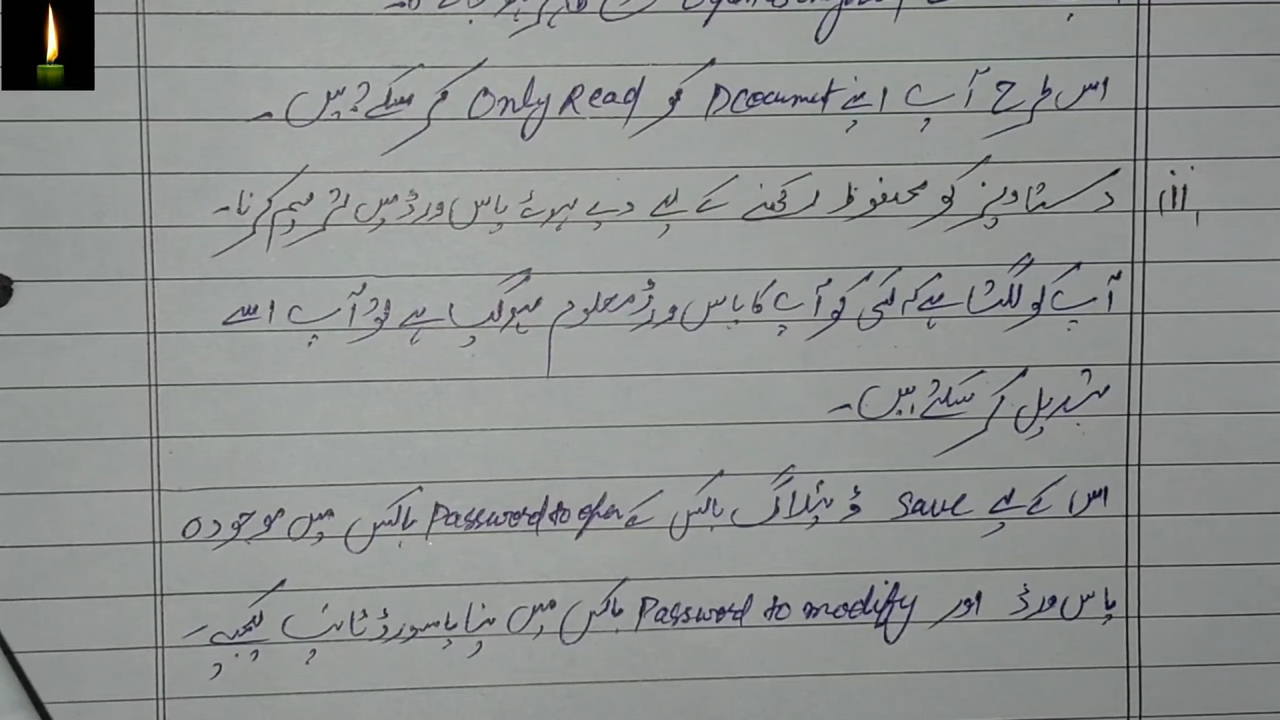 اس طرح آپ اپنے Dcocumet کو Only Read کر سکتے ہیں۔
iii, دستاویز کو محفوظ رکھنے کے لیے دیے ہوئے پاس ورڈ میں ترمیم کرنا۔
آپ کو لگتا ہے کہ کسی کو آپ کا پاس ورڈ معلوم ہو گیا ہے تو آپ اسے
تبدیل کر سکتے ہیں۔
اس کے لیے save ڈیئلاگ باکس کے Password to open باکس میں موجودہ
پاس ورڈ اور Password to modify باکس میں نیا پاسورڈ ٹائپ کیجیے۔